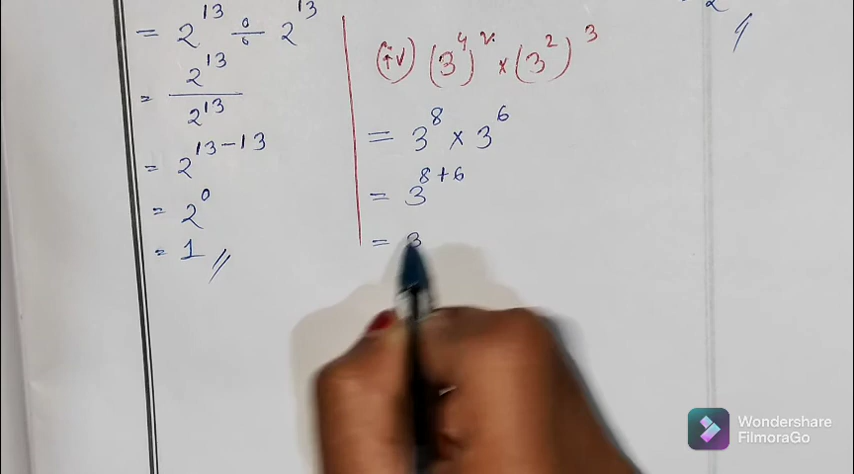 = 2^13 ÷ 2^13
= 2^13 / 2^13
= 2^13-13
= 2^0
= 1 //
(iv) (3^4)^2 × (3^2)^3
= 3^8 × 3^6
= 3^8+6
= 3
Wondershare
FilmoraGo